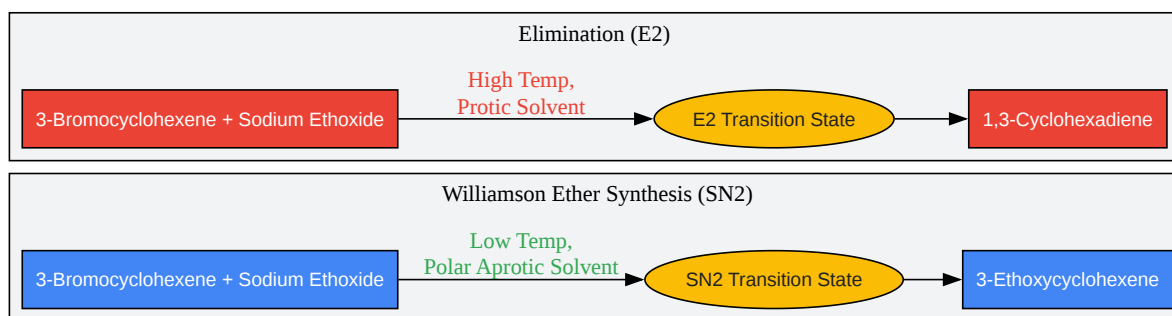 Elimination (E2)
High Temp,
Protic Solvent
3-Bromocyclohexene + Sodium Ethoxide
E2 Transition State
1,3-Cyclohexadiene
Williamson Ether Synthesis (SN2)
Low Temp,
Polar Aprotic Solvent
3-Bromocyclohexene + Sodium Ethoxide
SN2 Transition State
3-Ethoxycyclohexene